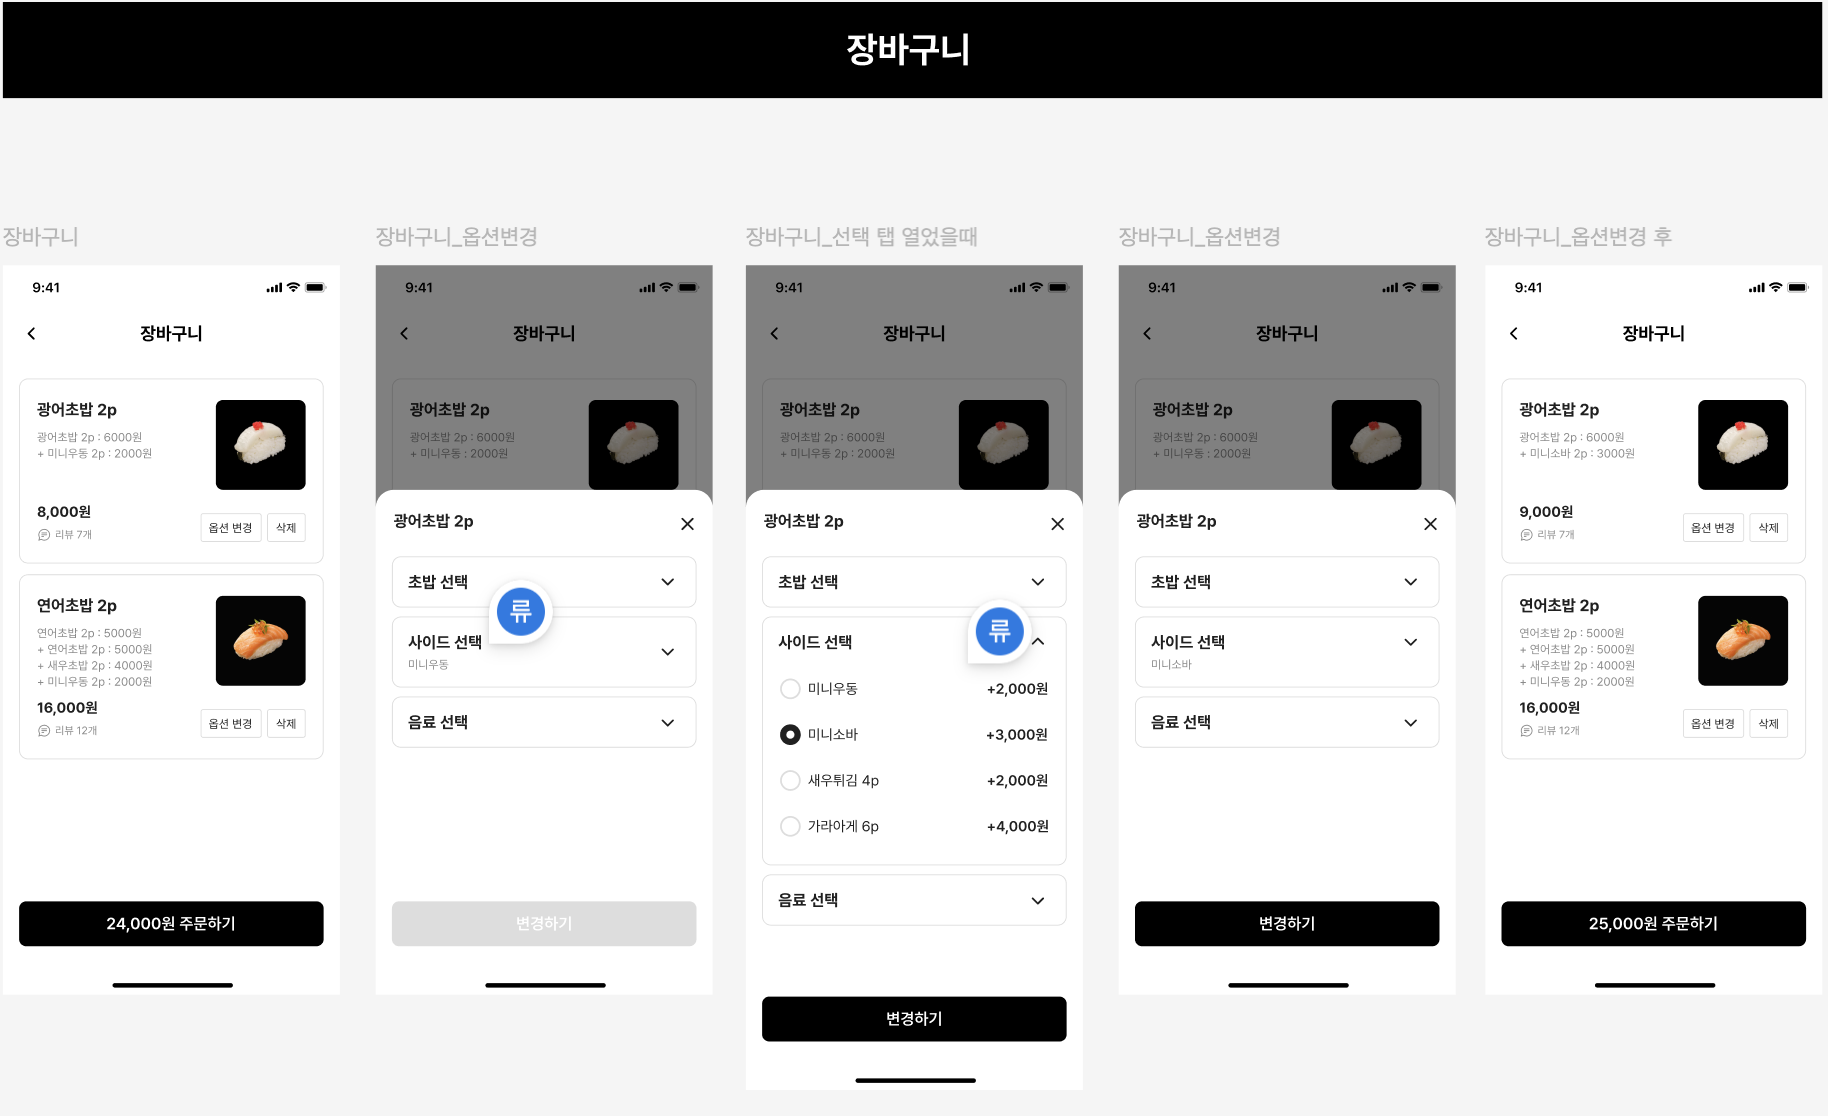 장바구니
장바구니
9:41
장바구니
광어초밥 2p
광어초밥 2p : 6000원
+ 미니우동 2p : 2000원
8,000원
리뷰 7개
옵션 변경
삭제
연어초밥 2p
연어초밥 2p : 5000원
+ 연어초밥 2p : 5000원
+ 새우초밥 2p : 4000원
+ 미니우동 2p : 2000원
16,000원
리뷰 12개
옵션 변경
삭제
24,000원 주문하기
장바구니_옵션변경
9:41
장바구니
광어초밥 2p
광어초밥 2p : 6000원
+ 미니우동 : 2000원
광어초밥 2p
초밥 선택
류
사이드 선택
미니우동
음료 선택
변경하기
장바구니_선택 탭 열었을때
9:41
장바구니
광어초밥 2p
광어초밥 2p : 6000원
+ 미니우동 2p : 2000원
광어초밥 2p
초밥 선택
류
사이드 선택
미니우동 +2,000원
미니소바 +3,000원
새우튀김 4p +2,000원
가라아게 6p +4,000원
음료 선택
변경하기
장바구니_옵션변경
9:41
장바구니
광어초밥 2p
광어초밥 2p : 6000원
+ 미니우동 : 2000원
광어초밥 2p
초밥 선택
사이드 선택
미니소바
음료 선택
변경하기
장바구니_옵션변경 후
9:41
장바구니
광어초밥 2p
광어초밥 2p : 6000원
+ 미니소바 2p : 3000원
9,000원
리뷰 7개
옵션 변경
삭제
연어초밥 2p
연어초밥 2p : 5000원
+ 연어초밥 2p : 5000원
+ 새우초밥 2p : 4000원
+ 미니우동 2p : 2000원
16,000원
리뷰 12개
옵션 변경
삭제
25,000원 주문하기